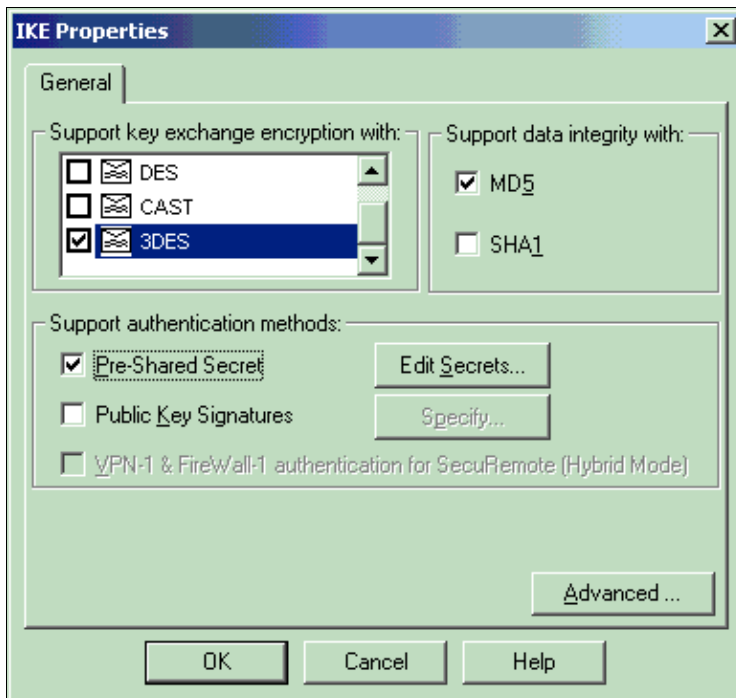 IKE Properties
General
Support key exchange encryption with:
DES
CAST
3DES
Support data integrity with:
MD5
SHA1
Support authentication methods:
Pre-Shared Secret
Edit Secrets...
Public Key Signatures
Specify...
VPN-1 & FireWall-1 authentication for SecuRemote (Hybrid Mode)
Advanced ...
OK
Cancel
Help